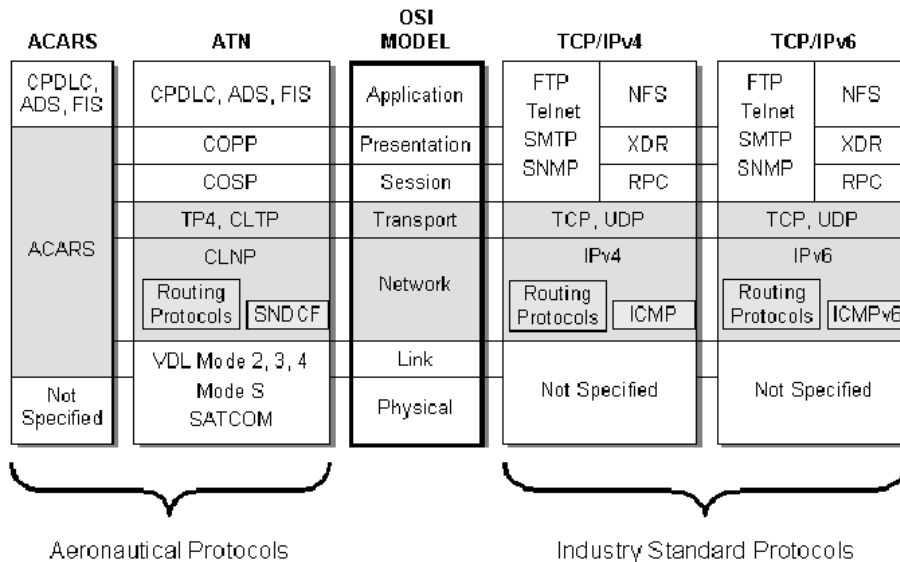 ACARS
ATN
OSI
MODEL
TCP/IPv4
TCP/IPv6
CPDLC,
ADS, FIS
ACARS
Not
Specified
CPDLC, ADS, FIS
COPP
COSP
TP4, CLTP
CLNP
Routing
Protocols
SNDCF
VDL Mode 2, 3, 4
Mode S
SATCOM
Application
Presentation
Session
Transport
Network
Link
Physical
FTP
Telnet
SMTP
SNMP
NFS
XDR
RPC
TCP, UDP
IPv4
Routing
Protocols
ICMP
Not Specified
FTP
Telnet
SMTP
SNMP
NFS
XDR
RPC
TCP, UDP
IPv6
Routing
Protocols
ICMPv6
Not Specified
Aeronautical Protocols
Industry Standard Protocols